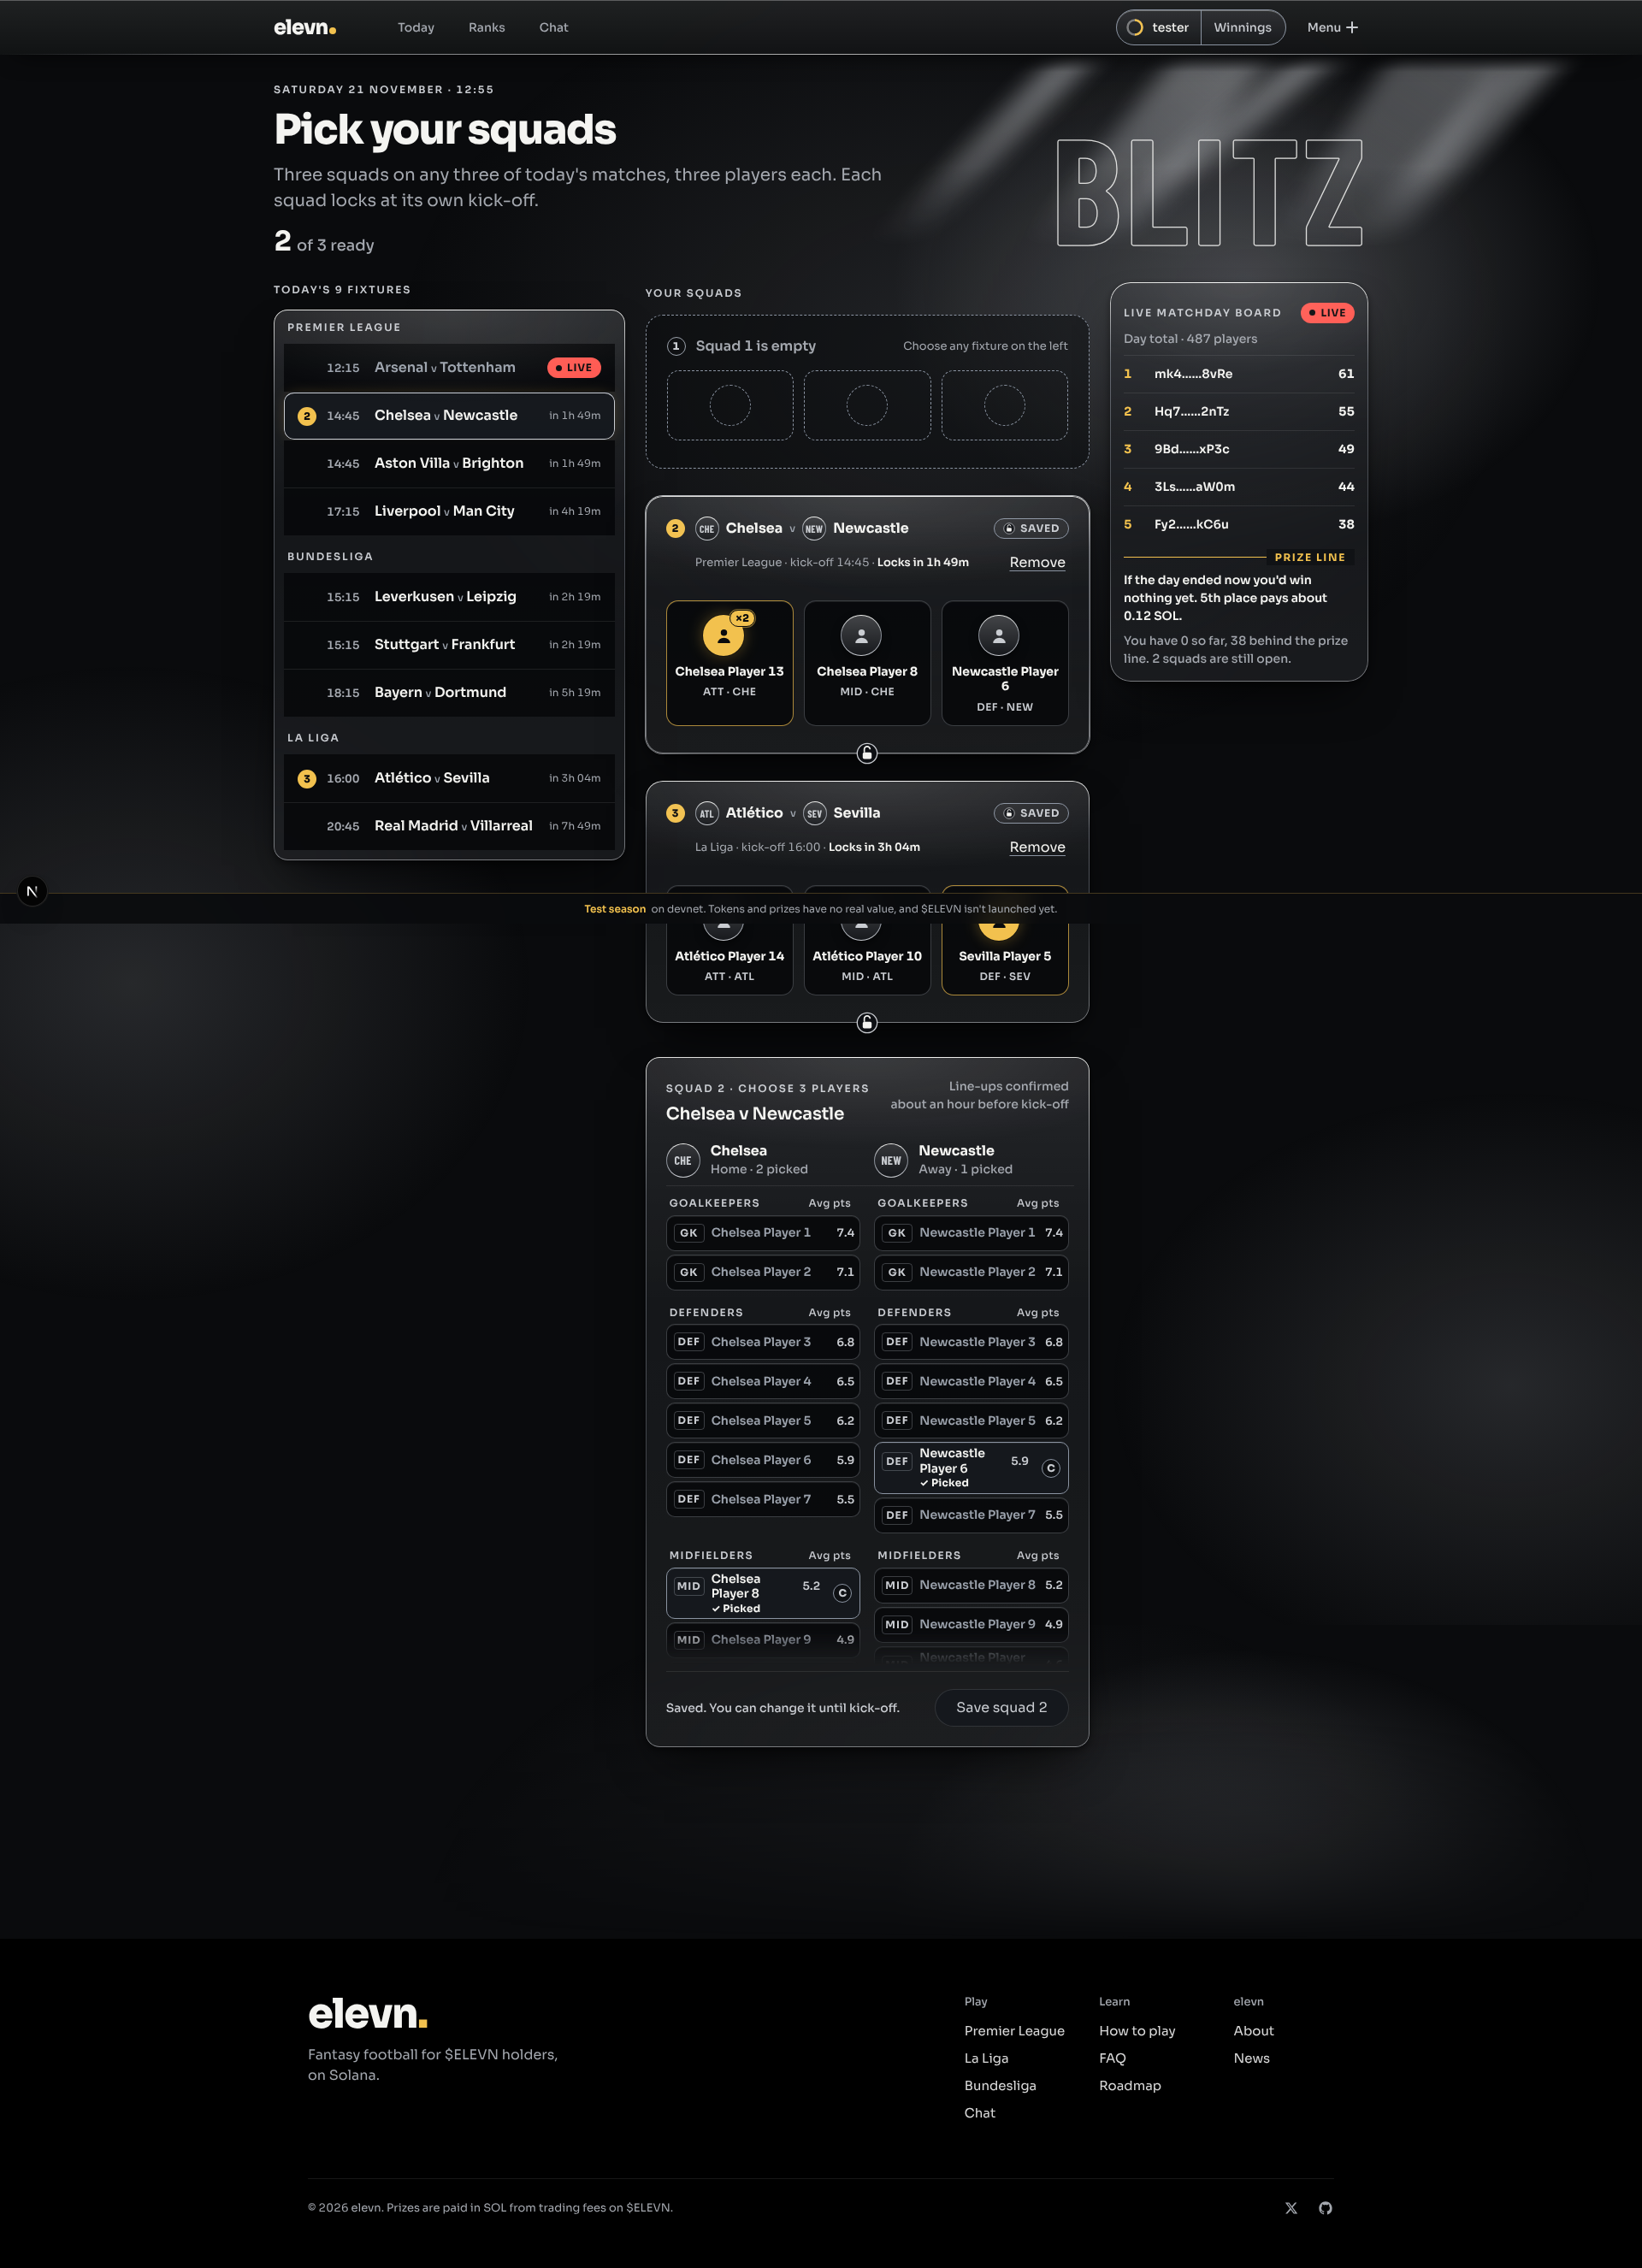 elevn.
Today
Ranks
Chat
tester
Winnings
Menu
SATURDAY 21 NOVEMBER · 12:55
Pick your squads
Three squads on any three of today's matches, three players each. Each
squad locks at its own kick-off.
2 of 3 ready
BLITZ
TODAY'S 9 FIXTURES
PREMIER LEAGUE
12:15 Arsenal v Tottenham LIVE
2 14:45 Chelsea v Newcastle in 1h 49m
14:45 Aston Villa v Brighton in 1h 49m
17:15 Liverpool v Man City in 4h 19m
BUNDESLIGA
15:15 Leverkusen v Leipzig in 2h 19m
15:15 Stuttgart v Frankfurt in 2h 19m
18:15 Bayern v Dortmund in 5h 19m
LA LIGA
3 16:00 Atlético v Sevilla in 3h 04m
20:45 Real Madrid v Villarreal in 7h 49m
YOUR SQUADS
1 Squad 1 is empty Choose any fixture on the left
2 CHE Chelsea v NEW Newcastle SAVED
Premier League · kick-off 14:45 · Locks in 1h 49m Remove
×2
Chelsea Player 13
ATT · CHE
Chelsea Player 8
MID · CHE
Newcastle Player
6
DEF · NEW
3 ATL Atlético v SEV Sevilla SAVED
La Liga · kick-off 16:00 · Locks in 3h 04m Remove
Atlético Player 14
ATT · ATL
Atlético Player 10
MID · ATL
Sevilla Player 5
DEF · SEV
LIVE MATCHDAY BOARD LIVE
Day total · 487 players
1 mk4......8vRe 61
2 Hq7......2nTz 55
3 9Bd......xP3c 49
4 3Ls......aW0m 44
5 Fy2......kC6u 38
PRIZE LINE
If the day ended now you'd win
nothing yet. 5th place pays about
0.12 SOL.
You have 0 so far, 38 behind the prize
line. 2 squads are still open.
N
Test season on devnet. Tokens and prizes have no real value, and $ELEVN isn't launched yet.
SQUAD 2 · CHOOSE 3 PLAYERS
Chelsea v Newcastle
Line-ups confirmed
about an hour before kick-off
CHE Chelsea
Home · 2 picked
NEW Newcastle
Away · 1 picked
GOALKEEPERS Avg pts
GK Chelsea Player 1 7.4
GK Chelsea Player 2 7.1
GOALKEEPERS Avg pts
GK Newcastle Player 1 7.4
GK Newcastle Player 2 7.1
DEFENDERS Avg pts
DEF Chelsea Player 3 6.8
DEF Chelsea Player 4 6.5
DEF Chelsea Player 5 6.2
DEF Chelsea Player 6 5.9
DEF Chelsea Player 7 5.5
DEFENDERS Avg pts
DEF Newcastle Player 3 6.8
DEF Newcastle Player 4 6.5
DEF Newcastle Player 5 6.2
DEF Newcastle
Player 6 5.9 C
✓ Picked
DEF Newcastle Player 7 5.5
MIDFIELDERS Avg pts
MID Chelsea
Player 8 5.2 C
✓ Picked
MID Chelsea Player 9 4.9
MIDFIELDERS Avg pts
MID Newcastle Player 8 5.2
MID Newcastle Player 9 4.9
Newcastle Player
Saved. You can change it until kick-off.
Save squad 2
elevn.
Fantasy football for $ELEVN holders,
on Solana.
Play
Premier League
La Liga
Bundesliga
Chat
Learn
How to play
FAQ
Roadmap
elevn
About
News
© 2026 elevn. Prizes are paid in SOL from trading fees on $ELEVN.